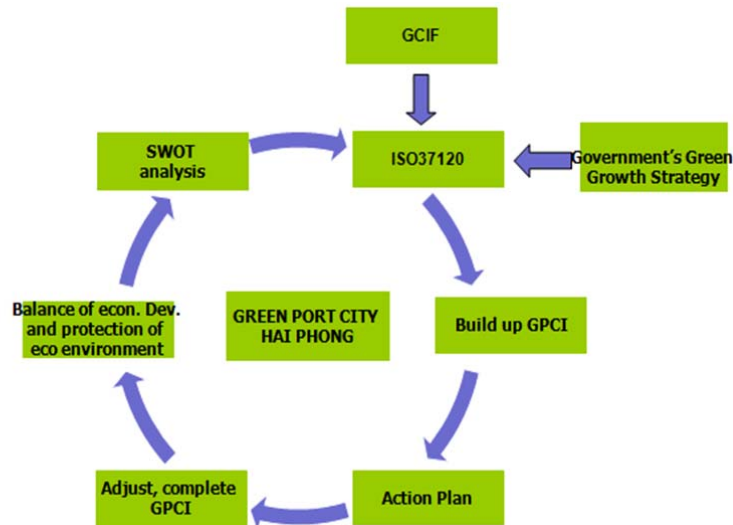 GCIF
SWOT
analysis
ISO37120
Government's Green
Growth Strategy
Balance of econ. Dev.
and protection of
eco environment
GREEN PORT CITY
HAI PHONG
Build up GPCI
Adjust, complete
GPCI
Action Plan